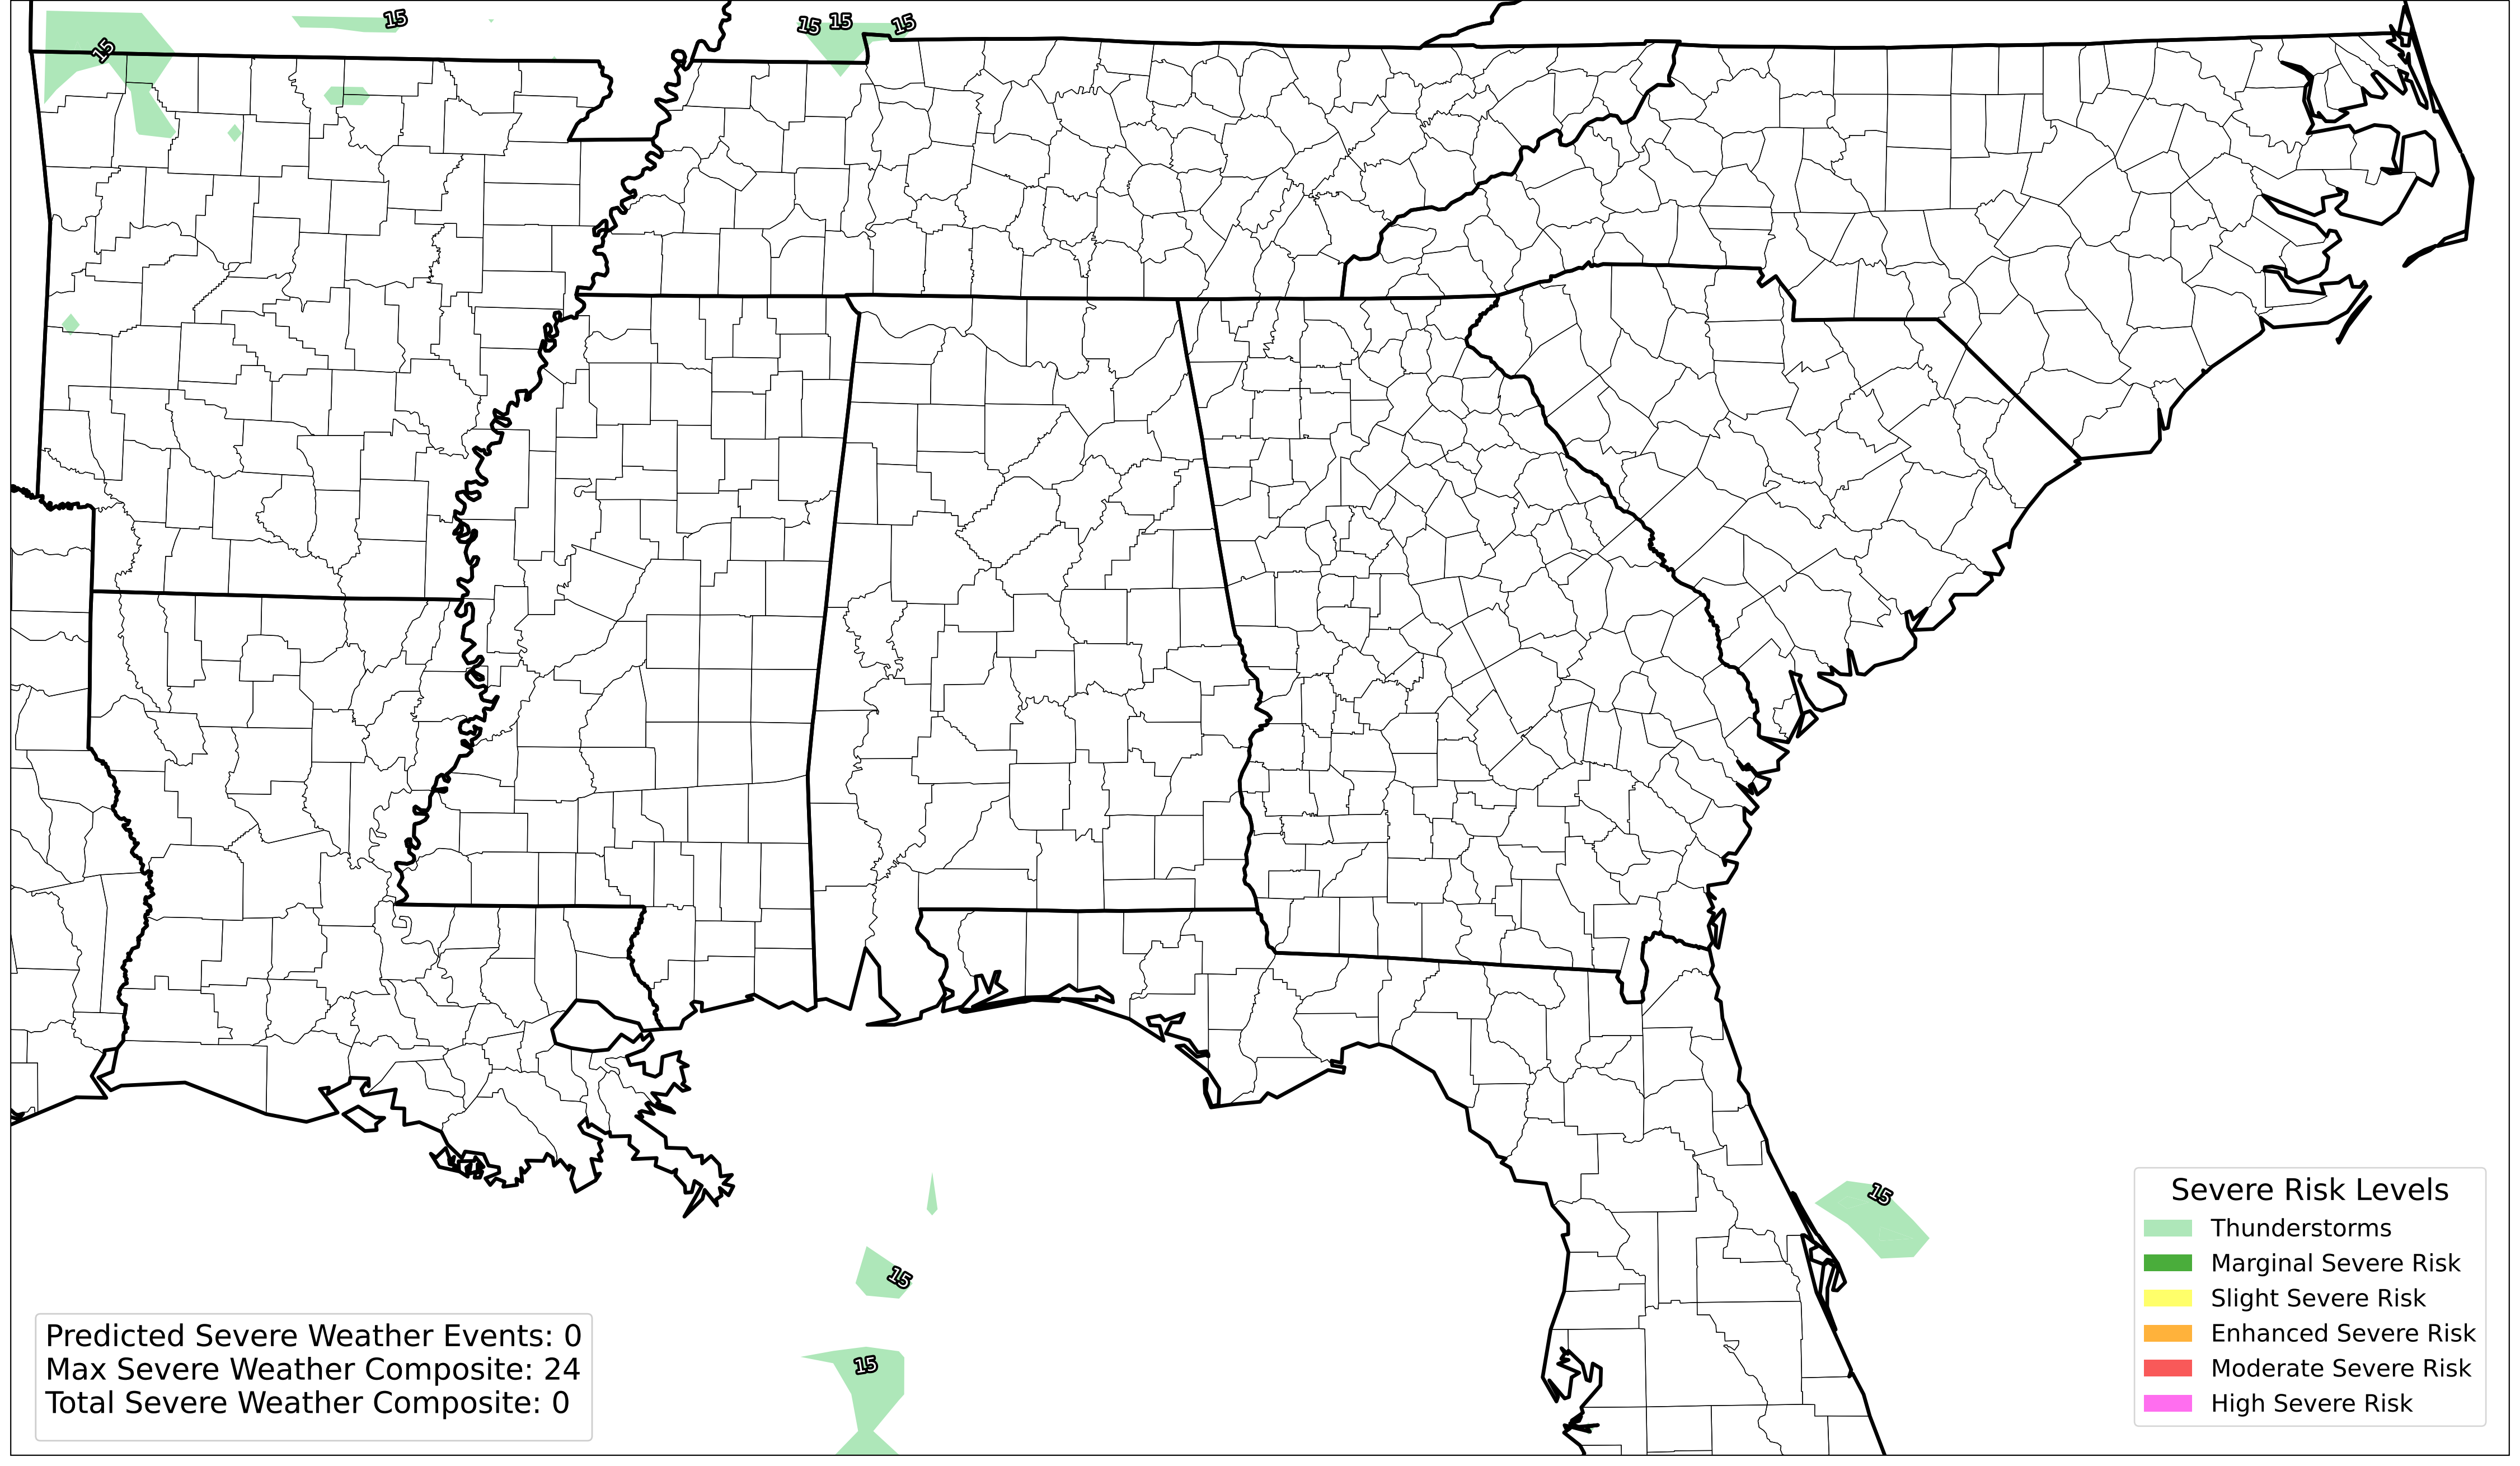 15
15 15 15
15
15
Severe Risk Levels
Thunderstorms
Marginal Severe Risk
Slight Severe Risk
Enhanced Severe Risk
Moderate Severe Risk
High Severe Risk
15
Predicted Severe Weather Events: 0
Max Severe Weather Composite: 24
Total Severe Weather Composite: 0
15